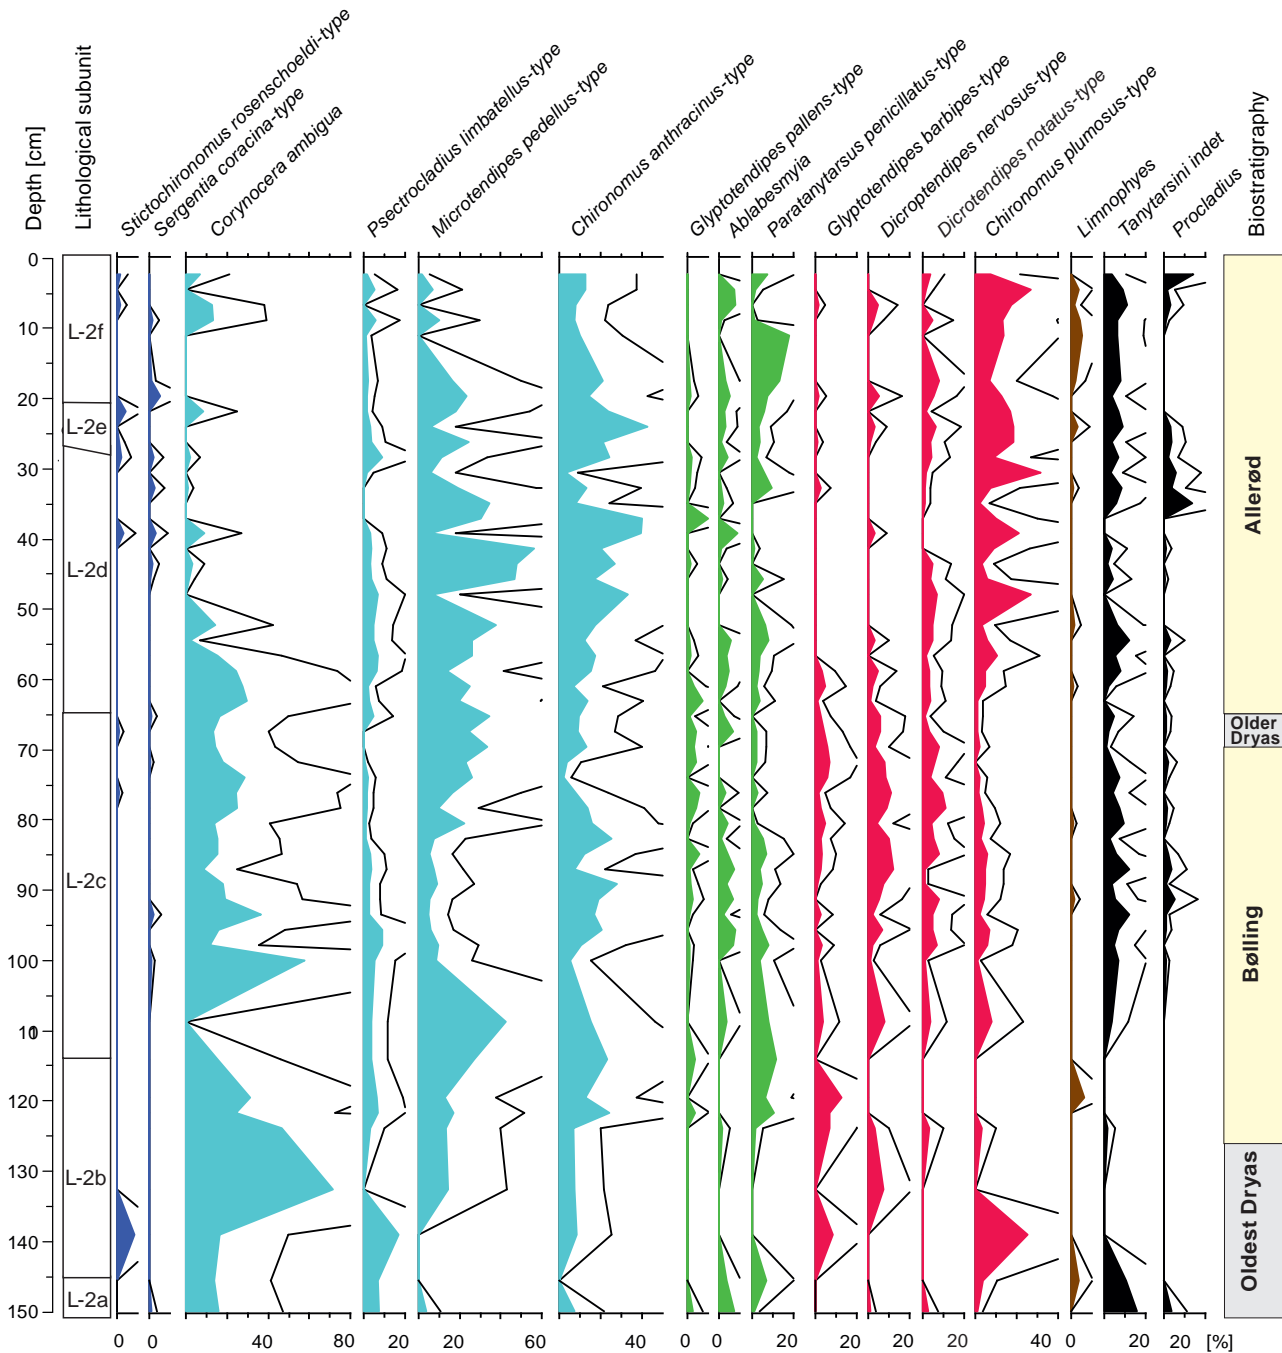 Depth [cm]
Lithological subunit
Stictochironomus rosenschoeldi-type
Sergentia coracina-type
Corynocera ambigua
Psectrocladius limbatellus-type
Microtendipes pedellus-type
Chironomus anthracinus-type
Glyptotendipes pallens-type
Ablabesmyia
Paratanytarsus penicillatus-type
Glyptotendipes barbipes-type
Dicroptendipes nervosus-type
Dicrotendipes notatus-type
Chironomus plumosus-type
Limnophyes
Tanytarsini indet
Procladius
Biostratigraphy
0
10
20
30
40
50
60
70
80
90
100
110
120
130
140
150
L-2f
L-2e
L-2d
L-2c
L-2b
L-2a
Allerød
Older
Dryas
Bølling
Oldest Dryas
0 0 40 80 20 20 60 40 0 0 20 20 20 20 40 0 20 20 [%]